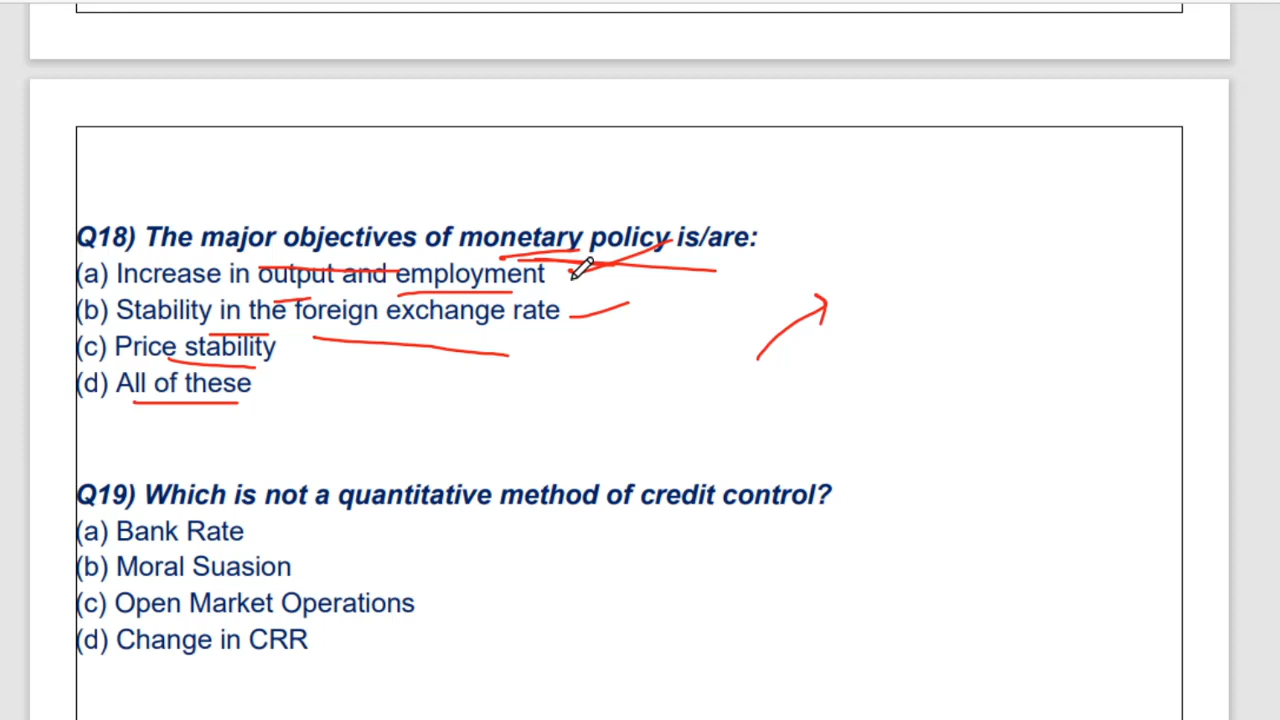 Q18) The major objectives of monetary policy is/are:
(a) Increase in output and employment
(b) Stability in the foreign exchange rate
(c) Price stability
(d) All of these
Q19) Which is not a quantitative method of credit control?
(a) Bank Rate
(b) Moral Suasion
(c) Open Market Operations
(d) Change in CRR